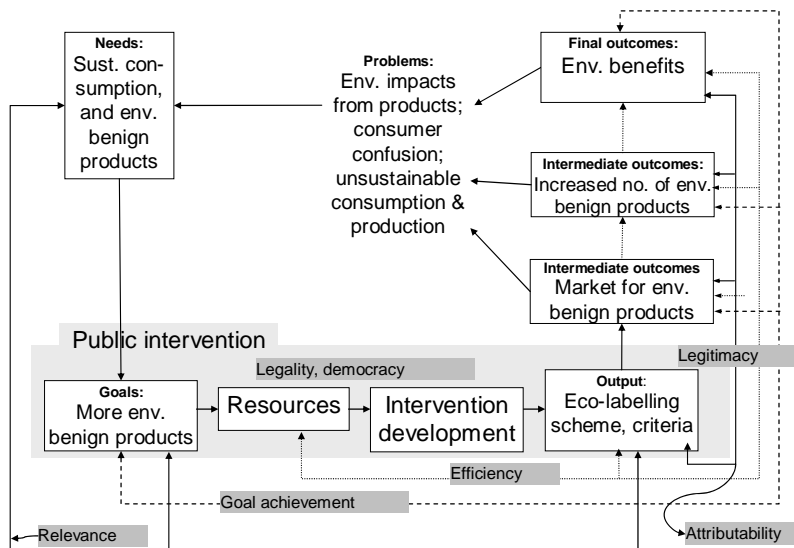 Needs:
Sust. con-
sumption,
and env.
benign
products
Problems:
Env. impacts
from products;
consumer
confusion;
unsustainable
consumption &
production
Final outcomes:
Env. benefits
Intermediate outcomes:
Increased no. of env.
benign products
Intermediate outcomes
Market for env.
benign products
Public intervention
Legitimacy
Legality, democracy
Goals:
More env.
benign products
Resources
Intervention
development
Output:
Eco-labelling
scheme, criteria
Efficiency
Goal achievement
Relevance
Attributability